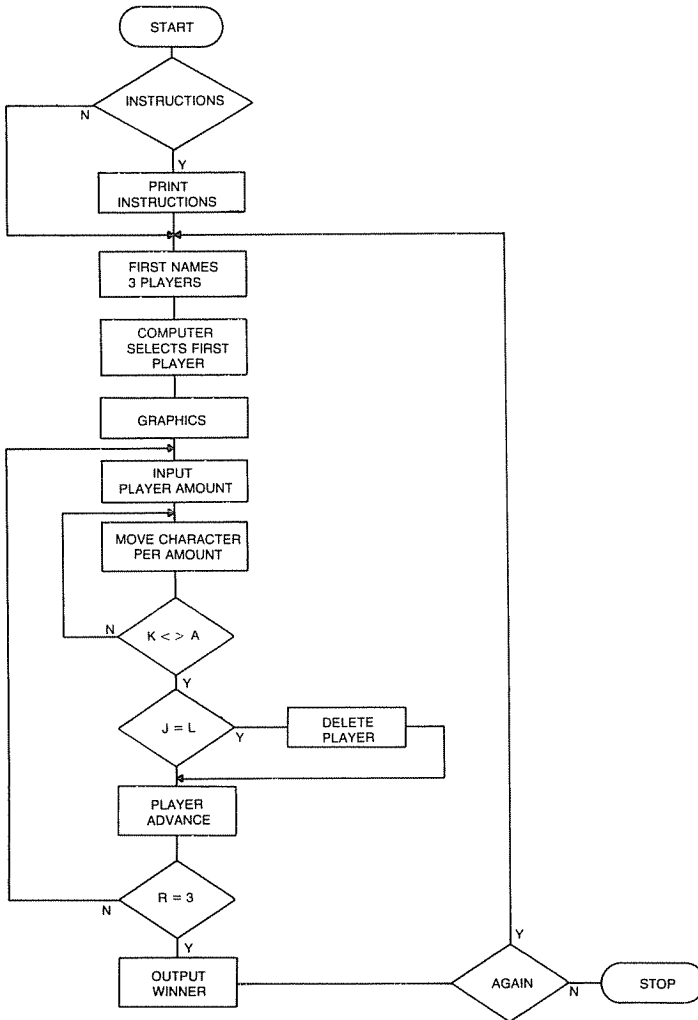 START
INSTRUCTIONS
N
Y
PRINT
INSTRUCTIONS
FIRST NAMES
3 PLAYERS
COMPUTER
SELECTS FIRST
PLAYER
GRAPHICS
INPUT
PLAYER AMOUNT
MOVE CHARACTER
PER AMOUNT
N
K < > A
Y
J = L
Y
DELETE
PLAYER
PLAYER
ADVANCE
R = 3
N
Y
OUTPUT
WINNER
Y
AGAIN
N
STOP